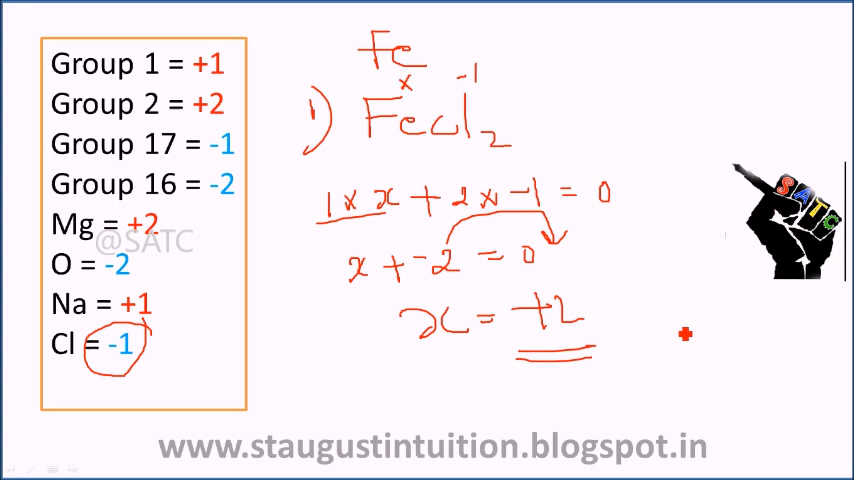 Group 1 = +1
Group 2 = +2
Group 17 = -1
Group 16 = -2
Mg = +2
@SATC
O = -2
Na = +1
Cl = -1
Fe
x -1
1) Fecl2
1 x x + 2 x -1 = 0
x + -2 = 0
x = +2
SATC
www.staugustintuition.blogspot.in